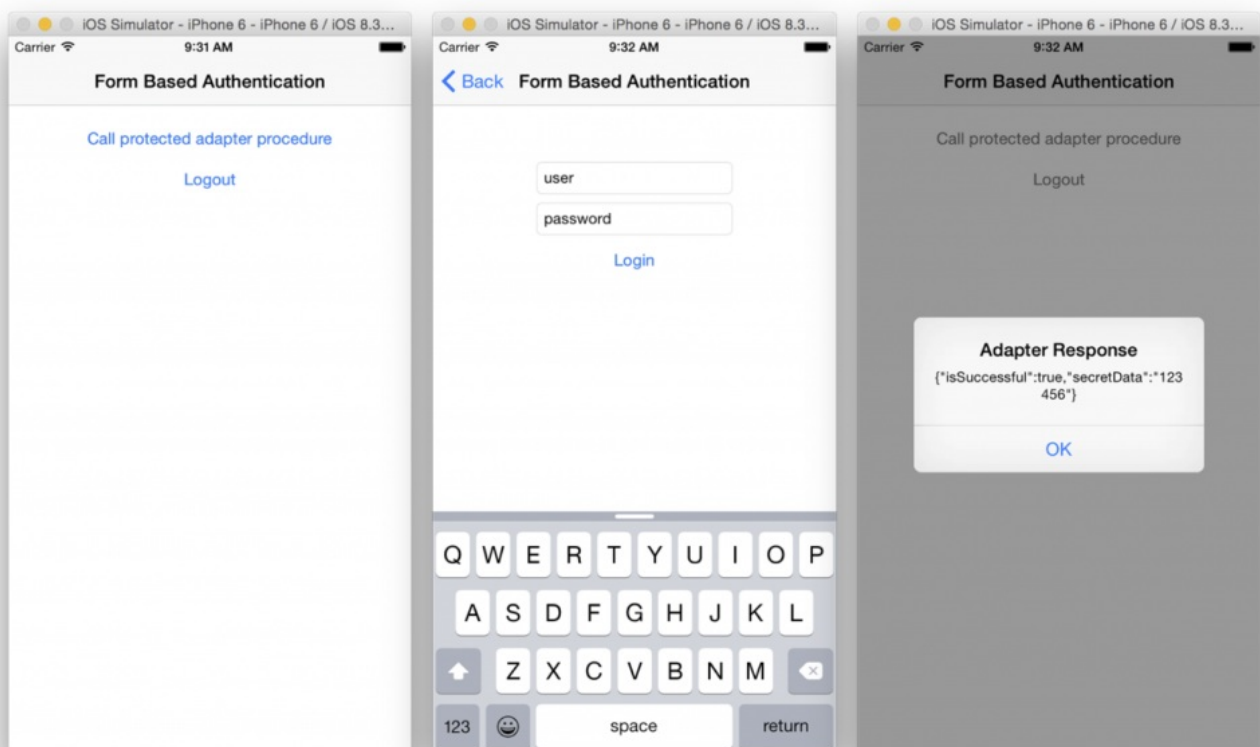 iOS Simulator - iPhone 6 - iPhone 6 / iOS 8.3...
Carrier
9:31 AM
Form Based Authentication
Call protected adapter procedure
Logout
iOS Simulator - iPhone 6 - iPhone 6 / iOS 8.3...
Carrier
9:32 AM
Back
Form Based Authentication
user
password
Login
Q W E R T Y U I O P
A S D F G H J K L
Z X C V B N M
123
space
return
iOS Simulator - iPhone 6 - iPhone 6 / iOS 8.3...
Carrier
9:32 AM
Form Based Authentication
Call protected adapter procedure
Logout
Adapter Response
{"isSuccessful":true,"secretData":"123
456"}
OK